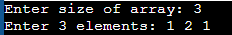 Enter size of array: 3
Enter 3 elements: 1 2 1